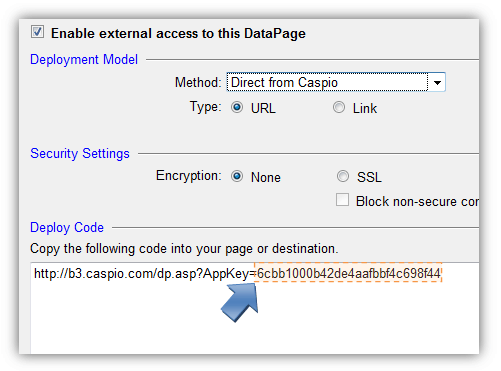 Enable external access to this DataPage
Deployment Model
Method: Direct from Caspio
Type: URL Link
Security Settings
Encryption: None SSL
Block non-secure
Deploy Code
Copy the following code into your page or destination.
http://b3.caspio.com/dp.asp?AppKey=6cbb1000b42de4aafbbf4c698f44